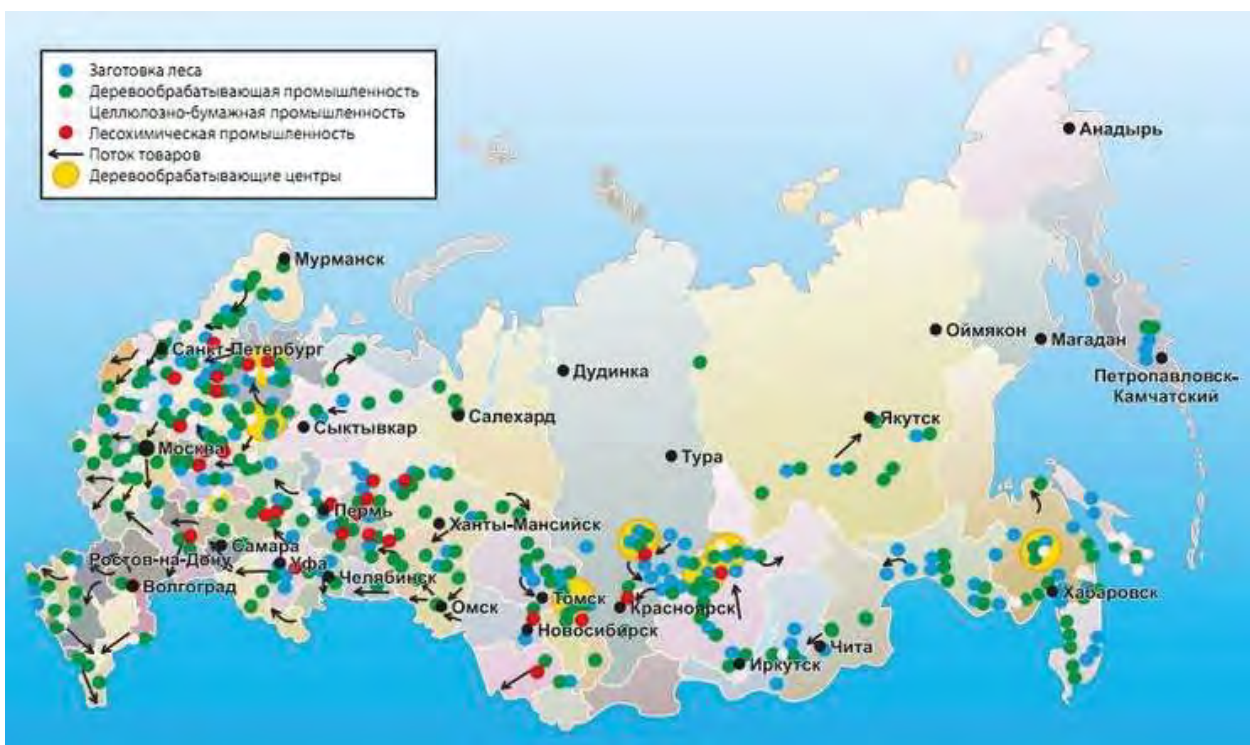 Заготовка леса
Деревообрабатывающая промышленность
Целлюлозно-бумажная промышленность
Лесохимическая промышленность
Поток товаров
Деревообрабатывающие центры
Анадырь
Мурманск
Оймякон
Магадан
Санкт-Петербург
Дудинка
Петропавловск-
Камчатский
Салехард
Якутск
Сыктывкар
Москва
Тура
Пермь
Ханты-Мансийск
Самара
Ростов-на-Дону
Уфа
Челябинск
Волгоград
Хабаровск
Томск
Красноярск
Омск
Новосибирск
Чита
Иркутск